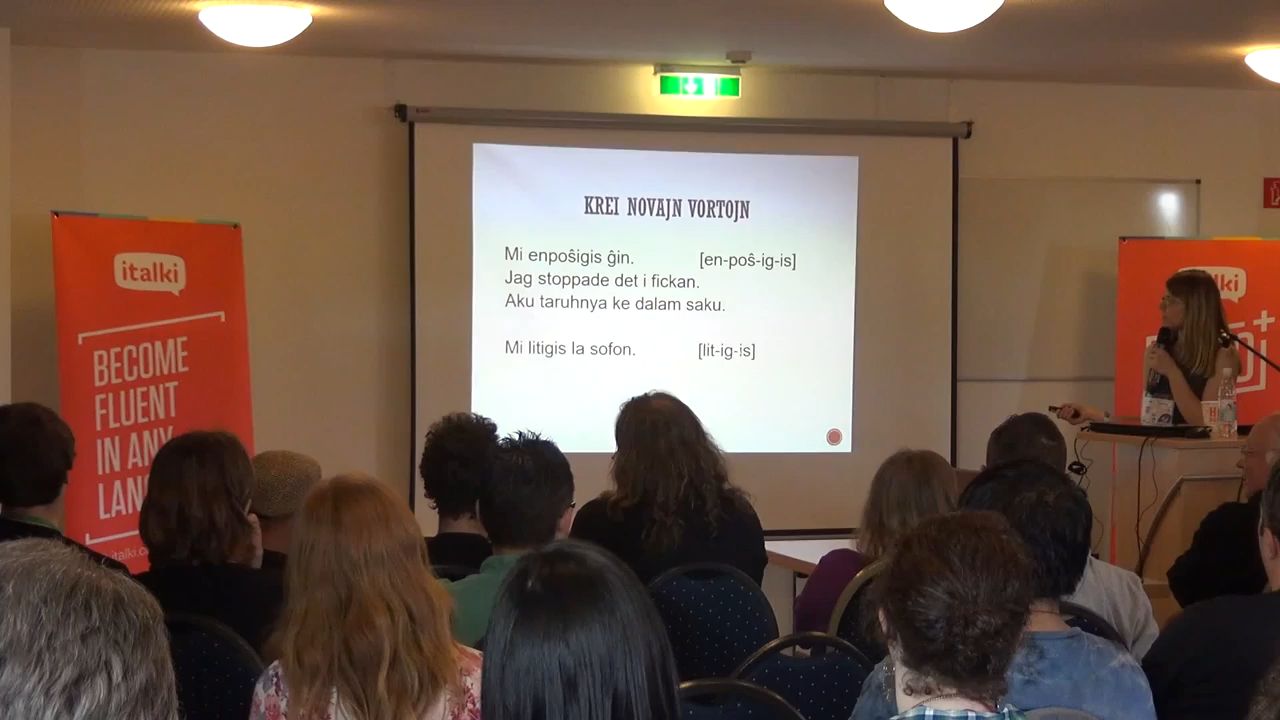 italki
BECOME
FLUENT
IN ANY
LAN
italki.c
KREI NOVAJN VORTOJN
Mi enpoŝigis ĝin. [en-poŝ-ig-is]
Jag stoppade det i fickan.
Aku taruhnya ke dalam saku.
Mi litigis la sofon. [lit-ig-is]
lki